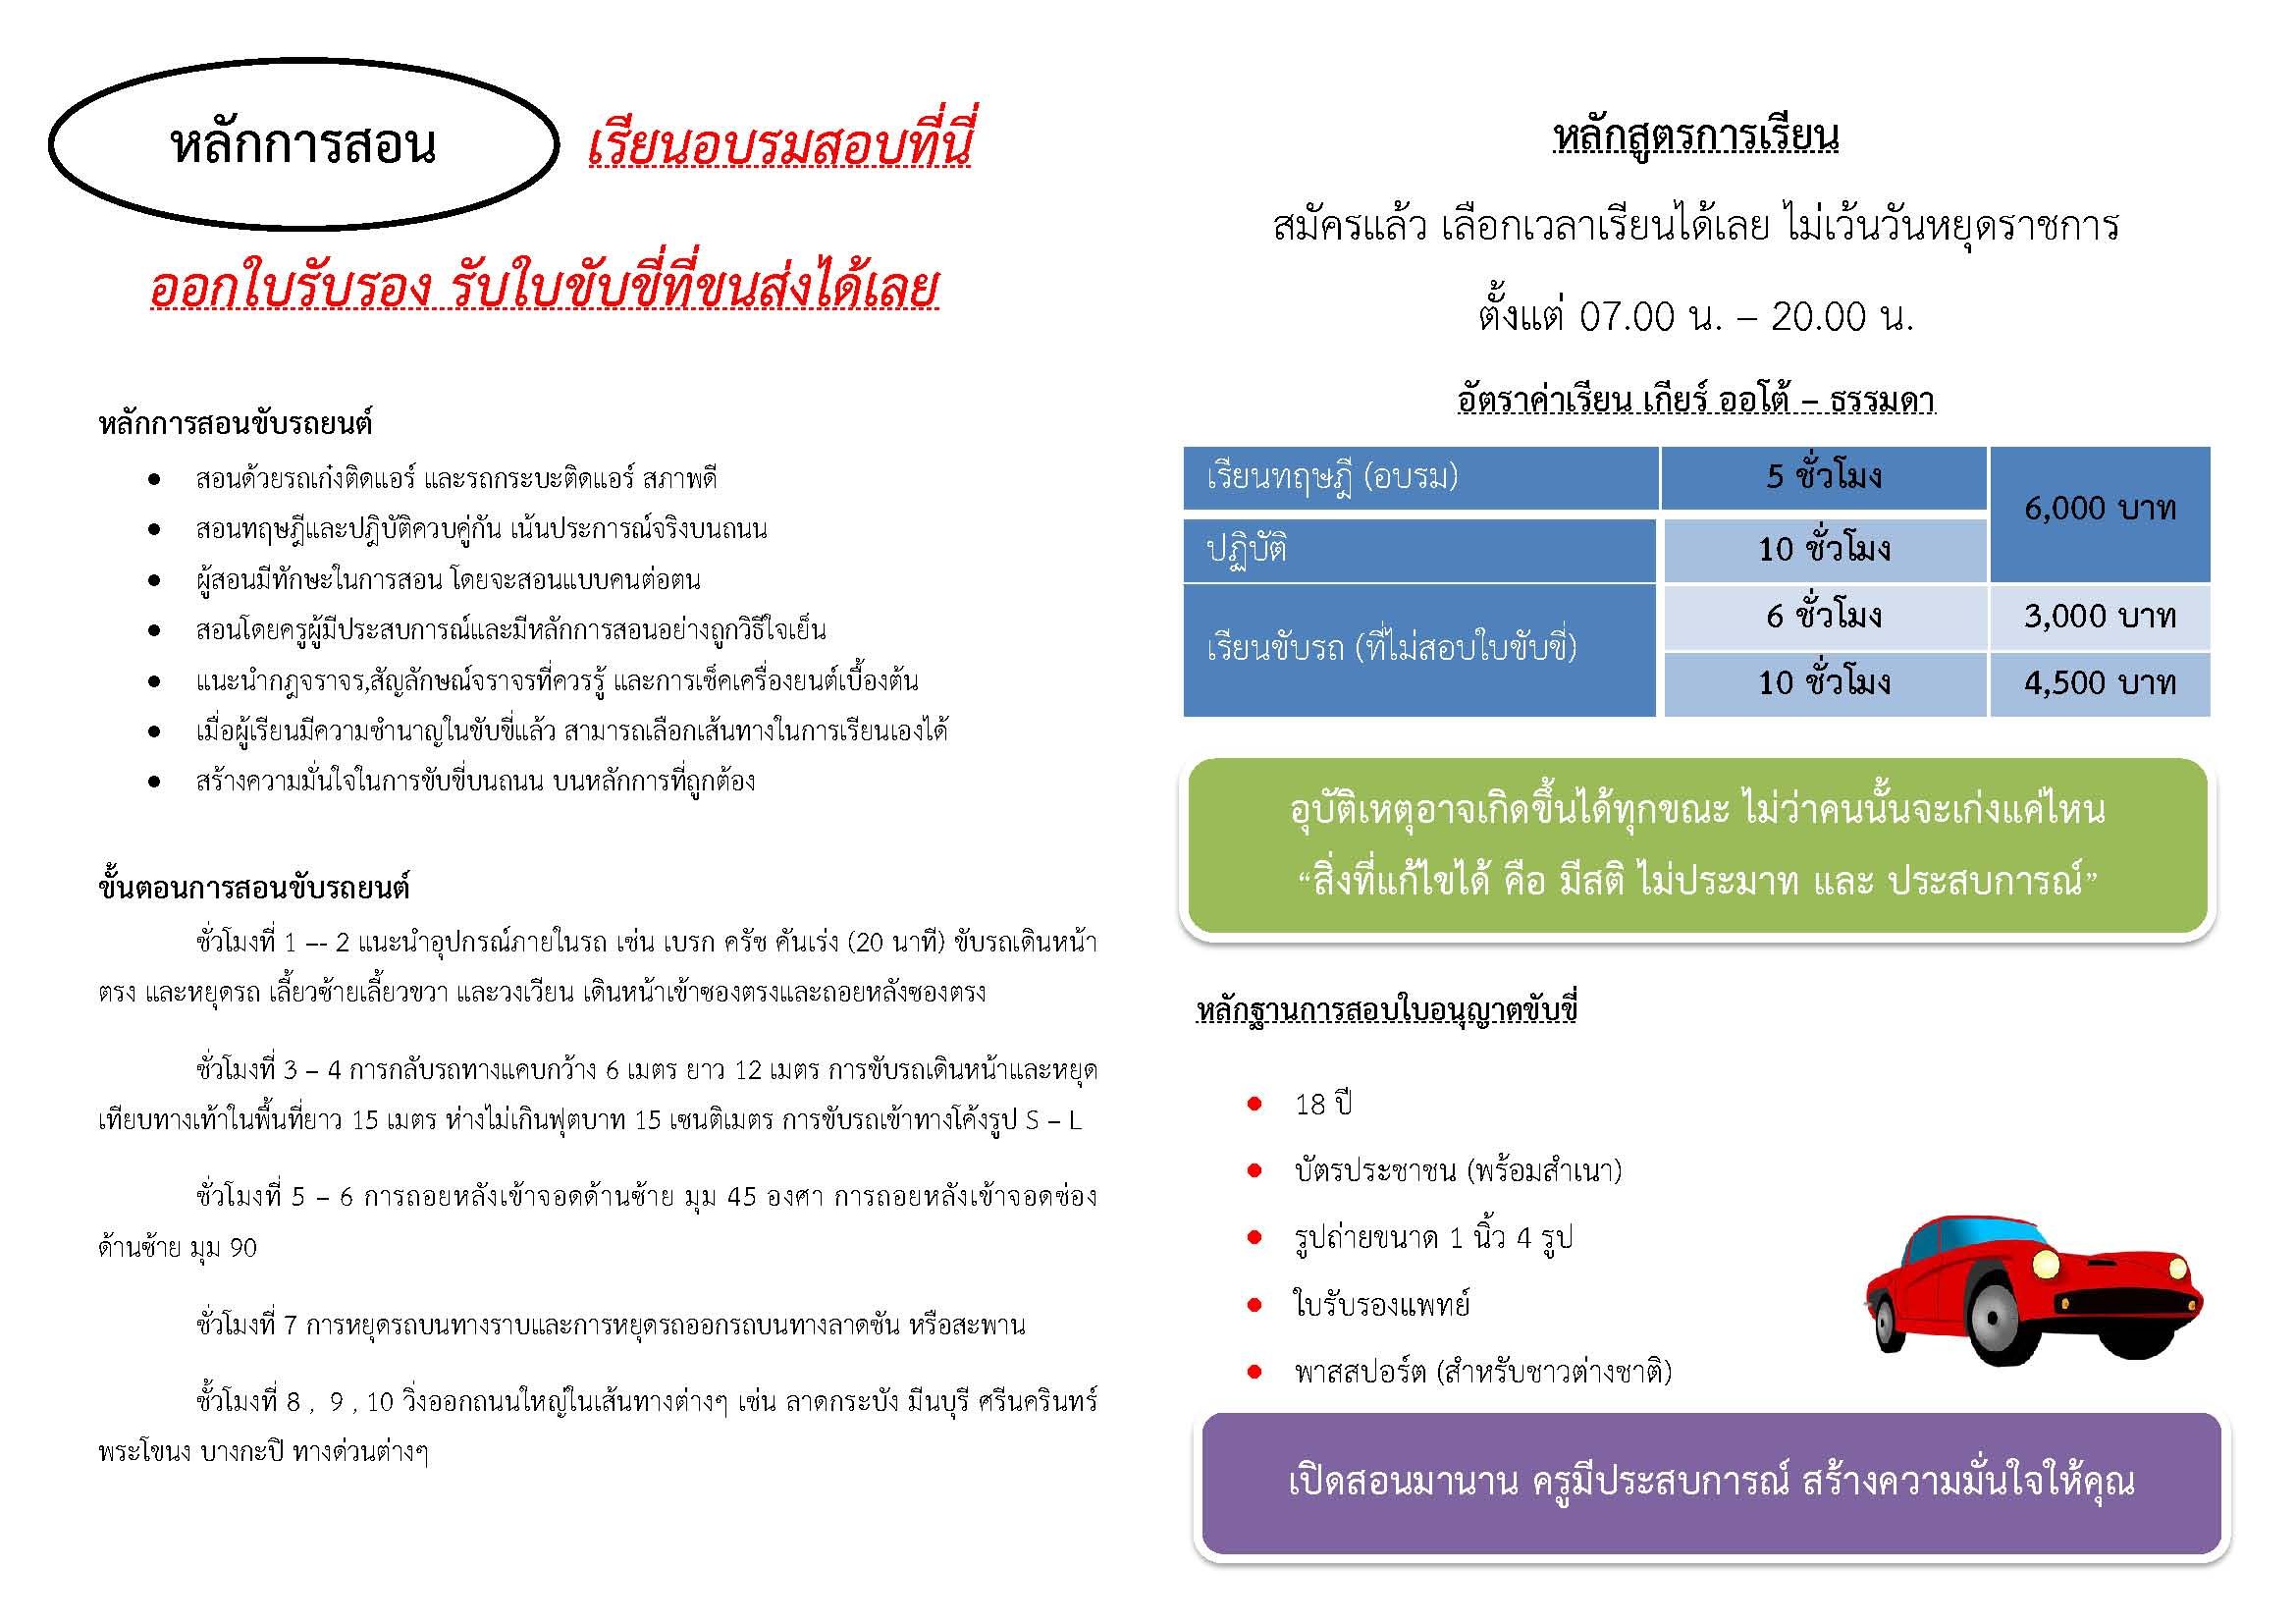 หลักการสอน
เรียนอบรมสอบที่นี่
ออกใบรับรอง รับใบขับขี่ที่ขนส่งได้เลย
หลักการสอนขับรถยนต์
• สอนด้วยรถเก๋งติดแอร์ และรถกระบะติดแอร์ สภาพดี
• สอนทฤษฎีและปฎิบัติควบคู่กัน เน้นประการณ์จริงบนถนน
• ผู้สอนมีทักษะในการสอน โดยจะสอนแบบคนต่อตน
• สอนโดยครูผู้มีประสบการณ์และมีหลักการสอนอย่างถูกวิธีใจเย็น
• แนะนำกฎจราจร,สัญลักษณ์จราจรที่ควรรู้ และการเช็คเครื่องยนต์เบื้องต้น
• เมื่อผู้เรียนมีความชำนาญในขับขี่แล้ว สามารถเลือกเส้นทางในการเรียนเองได้
• สร้างความมั่นใจในการขับขี่บนถนน บนหลักการที่ถูกต้อง
ขั้นตอนการสอนขับรถยนต์
ชั่วโมงที่ 1 –- 2 แนะนำอุปกรณ์ภายในรถ เช่น เบรก ครัช คันเร่ง (20 นาที) ขับรถเดินหน้า
ตรง และหยุดรถ เลี้ยวซ้ายเลี้ยวขวา และวงเวียน เดินหน้าเข้าซองตรงและถอยหลังซองตรง
ชั่วโมงที่ 3 – 4 การกลับรถทางแคบกว้าง 6 เมตร ยาว 12 เมตร การขับรถเดินหน้าและหยุด
เทียบทางเท้าในพื้นที่ยาว 15 เมตร ห่างไม่เกินฟุตบาท 15 เซนติเมตร การขับรถเข้าทางโค้งรูป S – L
ชั่วโมงที่ 5 – 6 การถอยหลังเข้าจอดด้านซ้าย มุม 45 องศา การถอยหลังเข้าจอดช่อง
ด้านซ้าย มุม 90
ชั่วโมงที่ 7 การหยุดรถบนทางราบและการหยุดรถออกรถบนทางลาดชัน หรือสะพาน
ชั้วโมงที่ 8 , 9 , 10 วิ่งออกถนนใหญ่ในเส้นทางต่างๆ เช่น ลาดกระบัง มีนบุรี ศรีนครินทร์
พระโขนง บางกะปิ ทางด่วนต่างๆ
หลักสูตรการเรียน
สมัครแล้ว เลือกเวลาเรียนได้เลย ไม่เว้นวันหยุดราชการ
ตั้งแต่ 07.00 น. – 20.00 น.
อัตราค่าเรียน เกียร์ ออโต้ – ธรรมดา
เรียนทฤษฎี (อบรม) 5 ชั่วโมง 6,000 บาท
ปฏิบัติ 10 ชั่วโมง
เรียนขับรถ (ที่ไม่สอบใบขับขี่) 6 ชั่วโมง 3,000 บาท
10 ชั่วโมง 4,500 บาท
อุบัติเหตุอาจเกิดขึ้นได้ทุกขณะ ไม่ว่าคนนั้นจะเก่งแค่ไหน
“สิ่งที่แก้ไขได้ คือ มีสติ ไม่ประมาท และ ประสบการณ์”
หลักฐานการสอบใบอนุญาตขับขี่
• 18 ปี
• บัตรประชาชน (พร้อมสำเนา)
• รูปถ่ายขนาด 1 นิ้ว 4 รูป
• ใบรับรองแพทย์
• พาสสปอร์ต (สำหรับชาวต่างชาติ)
เปิดสอนมานาน ครูมีประสบการณ์ สร้างความมั่นใจให้คุณ